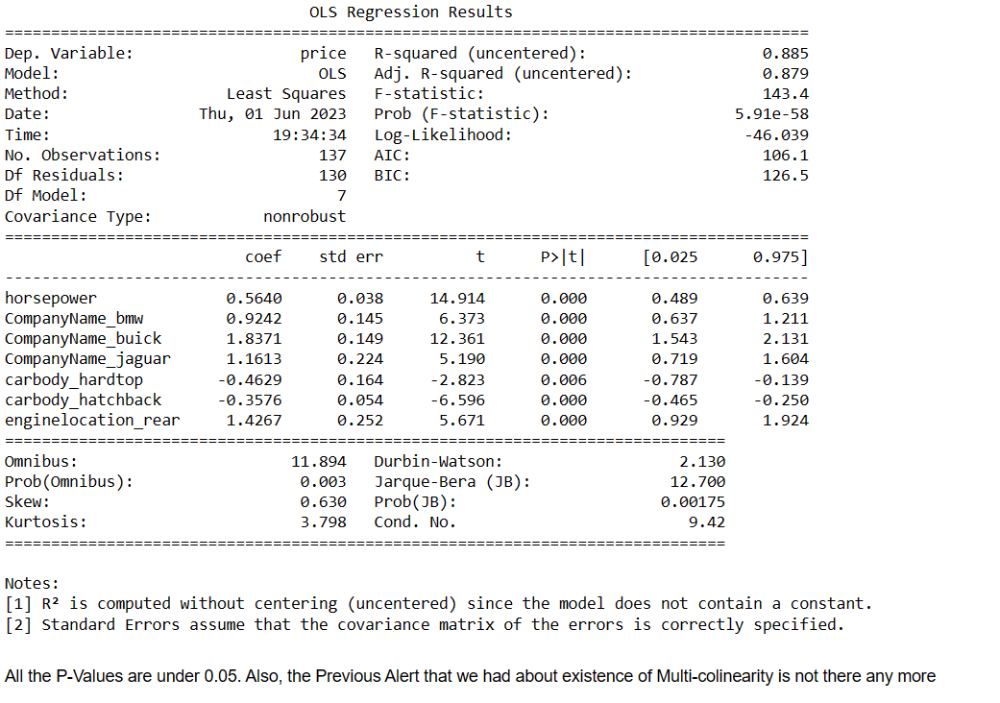 OLS Regression Results
==============================================================================
Dep. Variable: price R-squared (uncentered): 0.885
Model: OLS Adj. R-squared (uncentered): 0.879
Method: Least Squares F-statistic: 143.4
Date: Thu, 01 Jun 2023 Prob (F-statistic): 5.91e-58
Time: 19:34:34 Log-Likelihood: -46.039
No. Observations: 137 AIC: 106.1
Df Residuals: 130 BIC: 126.5
Df Model: 7
Covariance Type: nonrobust
==============================================================================
coef std err t P>|t| [0.025 0.975]
------------------------------------------------------------------------------
horsepower 0.5640 0.038 14.914 0.000 0.489 0.639
CompanyName_bmw 0.9242 0.145 6.373 0.000 0.637 1.211
CompanyName_buick 1.8371 0.149 12.361 0.000 1.543 2.131
CompanyName_jaguar 1.1613 0.224 5.190 0.000 0.719 1.604
carbody_hardtop -0.4629 0.164 -2.823 0.006 -0.787 -0.139
carbody_hatchback -0.3576 0.054 -6.596 0.000 -0.465 -0.250
enginelocation_rear 1.4267 0.252 5.671 0.000 0.929 1.924
==============================================================================
Omnibus: 11.894 Durbin-Watson: 2.130
Prob(Omnibus): 0.003 Jarque-Bera (JB): 12.700
Skew: 0.630 Prob(JB): 0.00175
Kurtosis: 3.798 Cond. No. 9.42
==============================================================================
Notes:
[1] R² is computed without centering (uncentered) since the model does not contain a constant.
[2] Standard Errors assume that the covariance matrix of the errors is correctly specified.
All the P-Values are under 0.05. Also, the Previous Alert that we had about existence of Multi-colinearity is not there any more